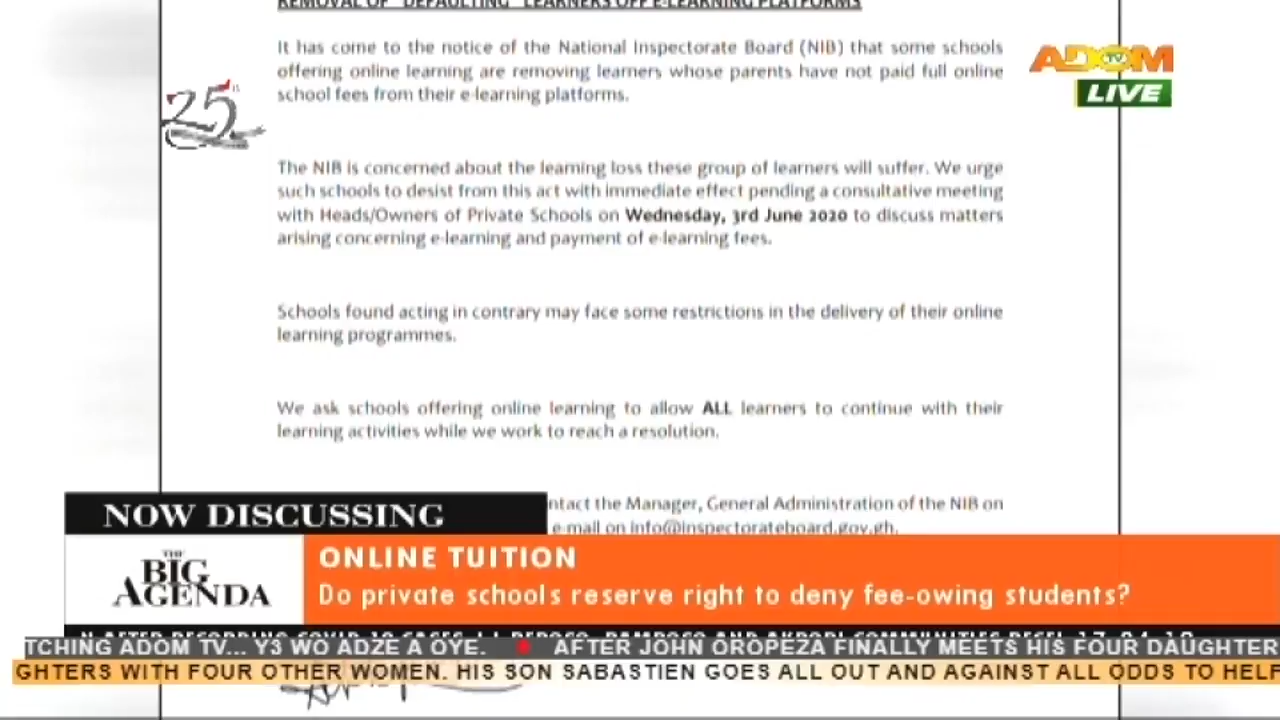 REMOVAL OF "DEFAULTING" LEARNERS OFF E-LEARNING PLATFORMS
It has come to the notice of the National Inspectorate Board (NIB) that some schools
offering online learning are removing learners whose parents have not paid full online
school fees from their e-learning platforms.
ADOM TV
LIVE
25th
The NIB is concerned about the learning loss these group of learners will suffer. We urge
such schools to desist from this act with immediate effect pending a consultative meeting
with Heads/Owners of Private Schools on Wednesday, 3rd June 2020 to discuss matters
arising concerning e-learning and payment of e-learning fees.
Schools found acting in contrary may face some restrictions in the delivery of their online
learning programmes.
We ask schools offering online learning to allow ALL learners to continue with their
learning activities while we work to reach a resolution.
ntact the Manager, General Administration of the NIB on
e-mail on info@inspectorateboard.gov.gh.
NOW DISCUSSING
THE
BIG
AGENDA
ONLINE TUITION
Do private schools reserve right to deny fee-owing students?
TCHING ADOM TV... Y3 WO ADZE A OYE. AFTER JOHN OROPEZA FINALLY MEETS HIS FOUR DAUGHTER
GHTERS WITH FOUR OTHER WOMEN. HIS SON SABASTIEN GOES ALL OUT AND AGAINST ALL ODDS TO HELP